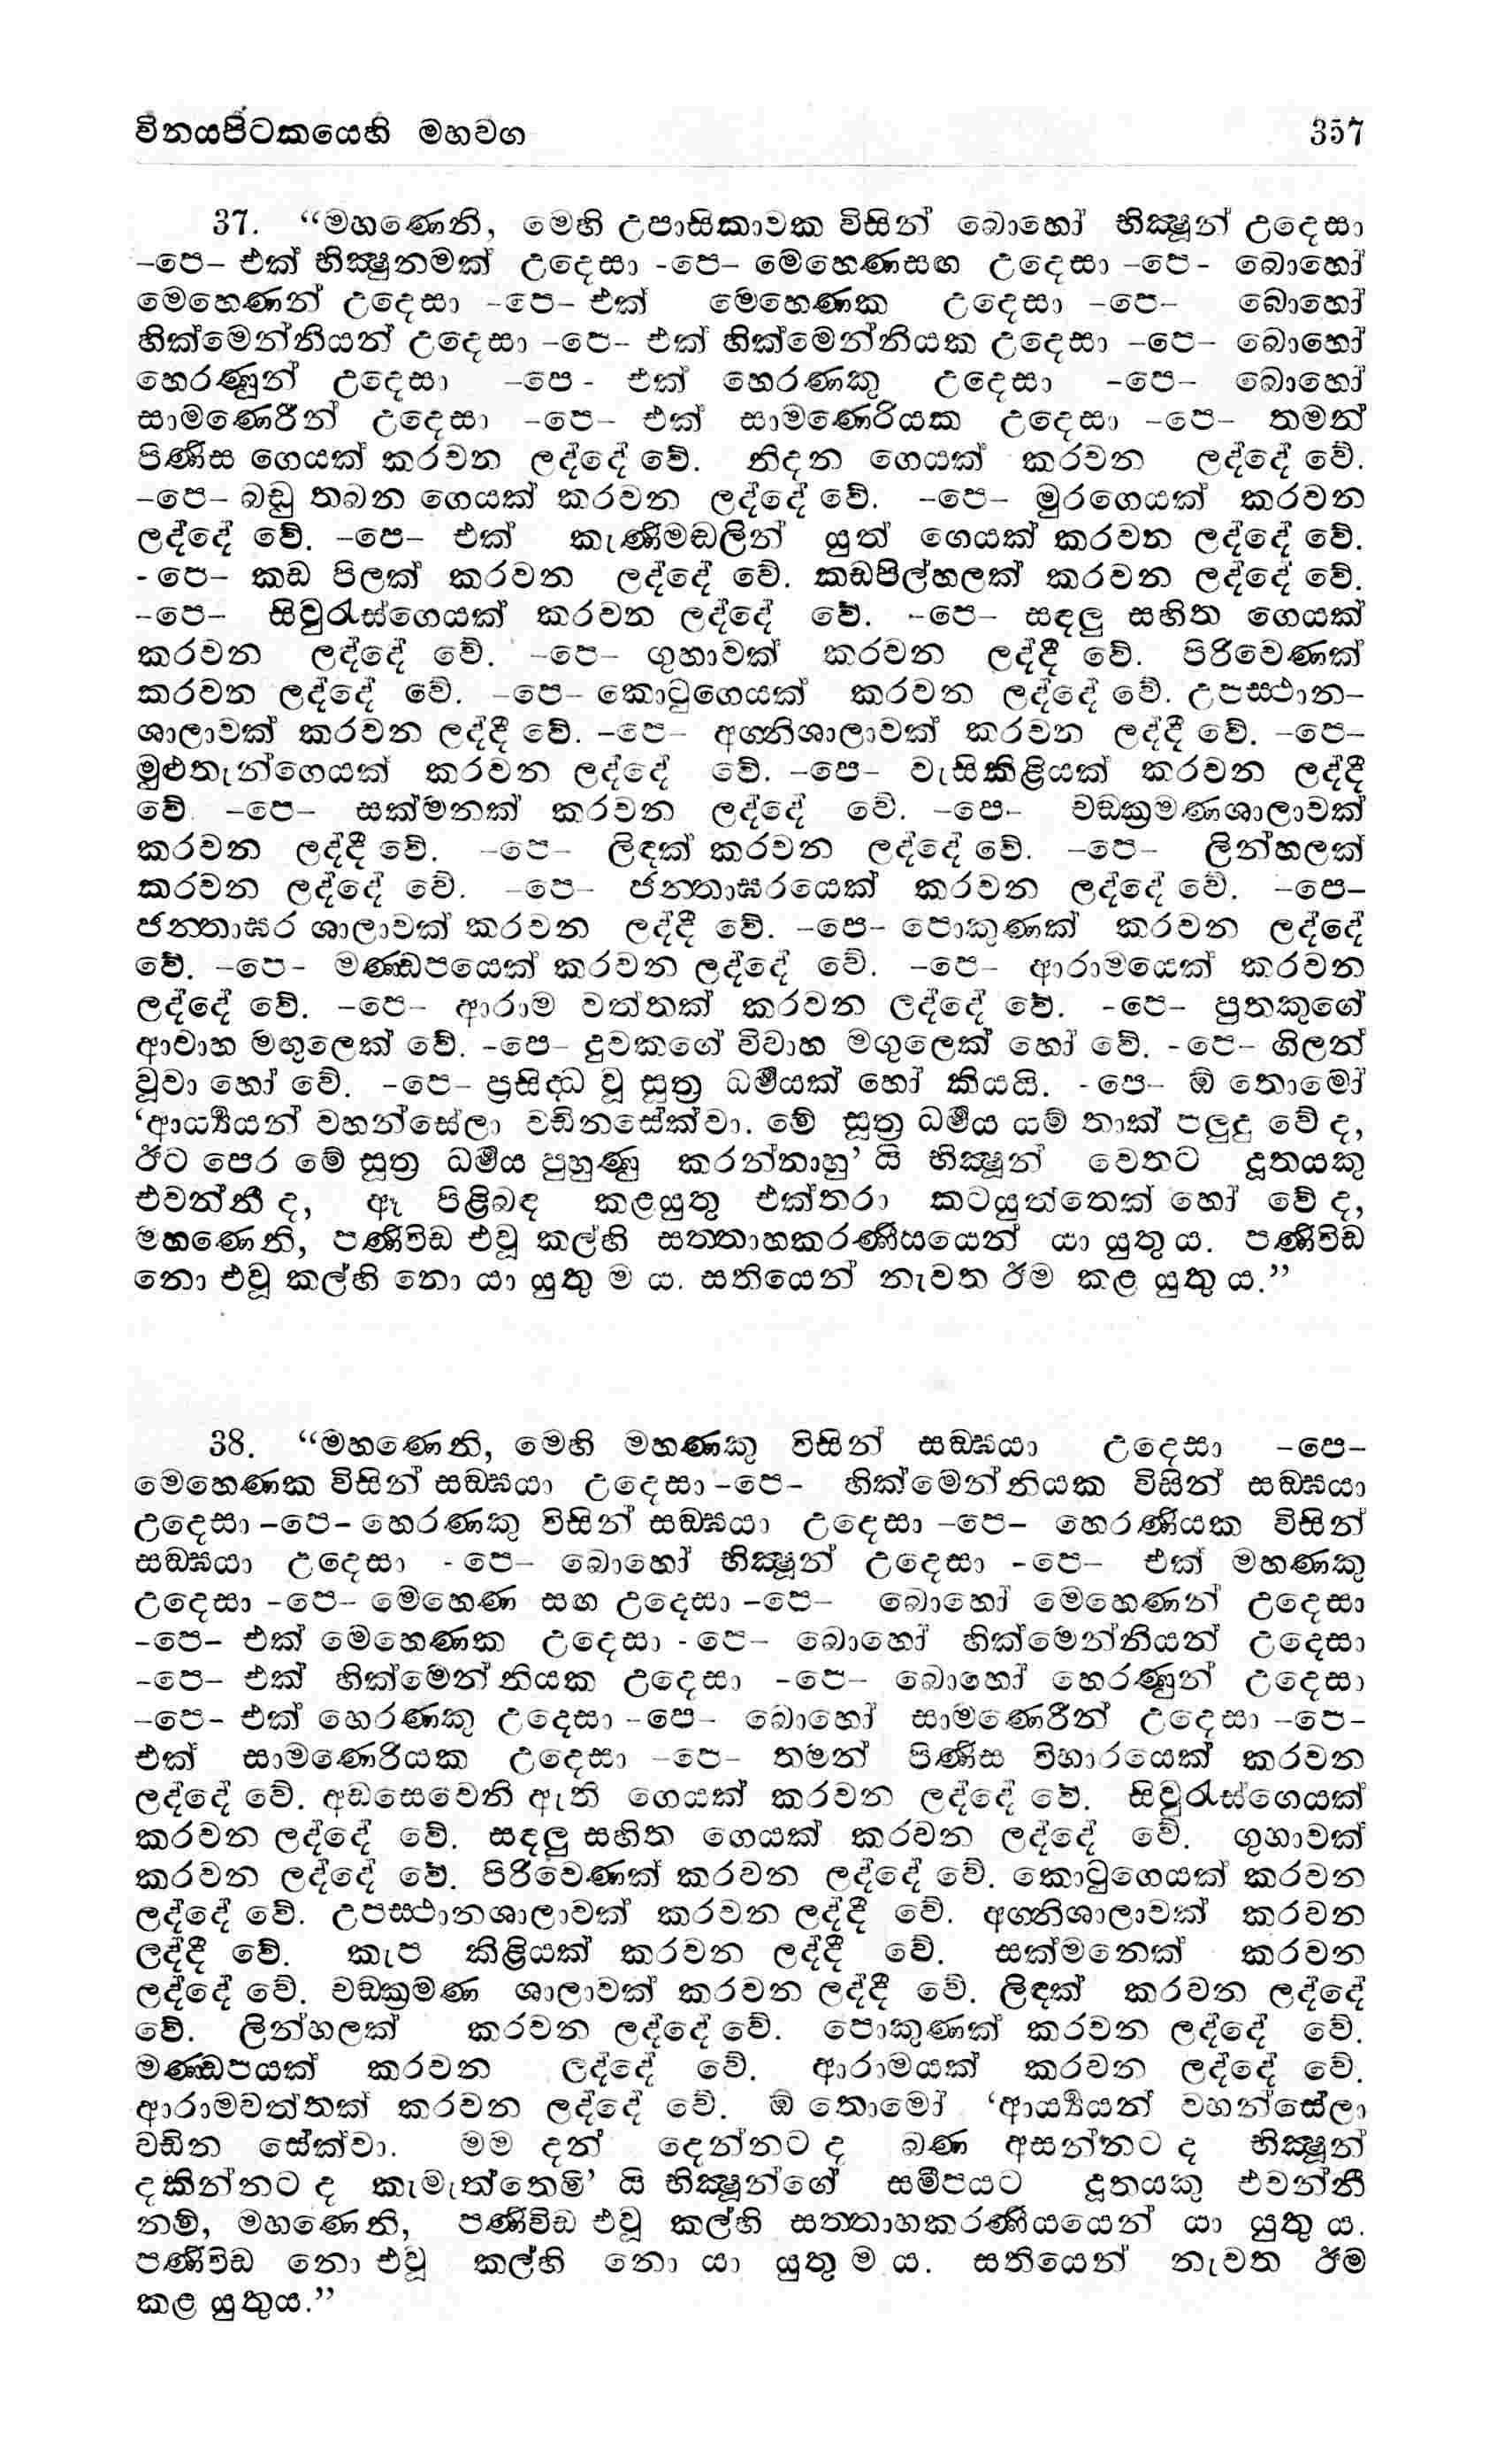 විනයපිටකයෙහි මහවග 357
37. “මහණෙනි, මෙහි උපාසිකාවක විසින් බොහෝ භික්‍ෂූන් උදෙසා
-පෙ- එක් භික්‍ෂුනමක් උදෙසා -පෙ- මෙහෙණසඟ උදෙසා -පෙ- බොහෝ
මෙහෙණන් උදෙසා -පෙ- එක් මෙහෙණක උදෙසා -පෙ- බොහෝ
හික්මෙන්නියන් උදෙසා -පෙ- එක් හික්මෙන්නියක උදෙසා -පෙ- බොහෝ
හෙරණුන් උදෙසා -පෙ- එක් හෙරණකු උදෙසා -පෙ- බොහෝ
සාමණෙරීන් උදෙසා -පෙ- එක් සාමණෙරියක උදෙසා -පෙ- තමන්
පිණිස ගෙයක් කරවන ලද්දේ වේ. නිදන ගෙයක් කරවන ලද්දේ වේ.
-පෙ- බඩු තබන ගෙයක් කරවන ලද්දේ වේ. -පෙ- මුරගෙයක් කරවන
ලද්දේ වේ. -පෙ- එක් කැණිමඬලින් යුත් ගෙයක් කරවන ලද්දේ වේ.
-පෙ- කඩ පිලක් කරවන ලද්දේ වේ. කඩපිල්හලක් කරවන ලද්දේ වේ.
-පෙ- සිවුරැස්ගෙයක් කරවන ලද්දේ වේ. -පෙ- සඳලු සහිත ගෙයක්
කරවන ලද්දේ වේ. -පෙ- ගුහාවක් කරවන ලද්දී වේ. පිරිවෙණක්
කරවන ලද්දේ වේ. -පෙ- කොටුගෙයක් කරවන ලද්දේ වේ. උපස්‍ථාන-
ශාලාවක් කරවන ලද්දී වේ. -පෙ- අග්‍නිශාලාවක් කරවන ලද්දී වේ. -පෙ-
මුළුතැන්ගෙයක් කරවන ලද්දේ වේ. -පෙ- වැසිකිළියක් කරවන ලද්දී
වේ. -පෙ- සක්මනක් කරවන ලද්දේ වේ. -පෙ- චඞ්ක්‍රමණශාලාවක්
කරවන ලද්දී වේ. -පෙ- ලිඳක් කරවන ලද්දේ වේ. -පෙ- ලින්හලක්
කරවන ලද්දේ වේ. -පෙ- ජන්‍තාඝරයෙක් කරවන ලද්දේ වේ. -පෙ-
ජන්‍තාඝර ශාලාවක් කරවන ලද්දී වේ. -පෙ- පොකුණක් කරවන ලද්දේ
වේ. -පෙ- මණ්‍ඩපයෙක් කරවන ලද්දේ වේ. -පෙ- ආරාමයෙක් කරවන
ලද්දේ වේ. -පෙ- ආරාම වත්තක් කරවන ලද්දේ වේ. -පෙ- පුතකුගේ
ආවාහ මඟුලෙක් වේ. -පෙ- දුවකගේ විවාහ මගුලෙක් හෝ වේ. -පෙ- ගිලන්
වූවා හෝ වේ. -පෙ- ප්‍රසිද්‍ධ වූ සූත්‍ර ධර්‍මයක් හෝ කියයි. -පෙ- ඕ තොමෝ
‘ආර්‍ය්‍යයන් වහන්සේලා වඩිනසේක්වා. මේ සූත්‍ර ධර්‍මය යම් තාක් පලුදු වේ ද,
ඊට පෙර මේ සූත්‍ර ධර්‍මය පුහුණු කරන්නාහු’ යි භික්‍ෂූන් වෙතට දූතයකු
එවන්නී ද, ඈ පිළිබඳ කළයුතු එක්තරා කටයුත්තෙක් හෝ වේ ද,
මහණෙනි, පණිවිඩ එවූ කල්හි සත්‍තාහකරණීයයෙන් යා යුතු ය. පණිවිඩ
නො එවූ කල්හි නො යා යුතු ම ය. සතියෙන් නැවත ඊම කළ යුතු ය.”
38. “මහණෙනි, මෙහි මහණකු විසින් සඞ්ඝයා උදෙසා -පෙ-
මෙහෙණක විසින් සඞ්ඝයා උදෙසා -පෙ- හික්මෙන්නියක විසින් සඞ්ඝයා
උදෙසා -පෙ- හෙරණකු විසින් සඞ්ඝයා උදෙසා -පෙ- හෙරණියක විසින්
සඞ්ඝයා උදෙසා -පෙ- බොහෝ භික්‍ෂූන් උදෙසා -පෙ- එක් මහණකු
උදෙසා -පෙ- මෙහෙණ සඟ උදෙසා -පෙ- බොහෝ මෙහෙණන් උදෙසා
-පෙ- එක් මෙහෙණක උදෙසා -පෙ- බොහෝ හික්මෙන්නියන් උදෙසා
-පෙ- එක් හික්මෙන්නියක උදෙසා -පෙ- බොහෝ හෙරණුන් උදෙසා
-පෙ- එක් හෙරණකු උදෙසා -පෙ- බොහෝ සාමණෙරීන් උදෙසා -පෙ-
එක් සාමණෙරියක උදෙසා -පෙ- තමන් පිණිස විහාරයෙක් කරවන
ලද්දේ වේ. අඩසෙවෙනි ඇති ගෙයක් කරවන ලද්දේ වේ. සිවුරැස්ගෙයක්
කරවන ලද්දේ වේ. සඳලු සහිත ගෙයක් කරවන ලද්දේ වේ. ගුහාවක්
කරවන ලද්දේ වේ. පිරිවෙණක් කරවන ලද්දේ වේ. කොටුගෙයක් කරවන
ලද්දේ වේ. උපස්‍ථානශාලාවක් කරවන ලද්දී වේ. අග්‍නිශාලාවක් කරවන
ලද්දී වේ. කැප කිළියක් කරවන ලද්දී වේ. සක්මනෙක් කරවන
ලද්දේ වේ. චඞ්ක්‍රමණ ශාලාවක් කරවන ලද්දී වේ. ලිඳක් කරවන ලද්දේ
වේ. ලින්හලක් කරවන ලද්දේ වේ. පොකුණක් කරවන ලද්දේ වේ.
මණ්‍ඩපයක් කරවන ලද්දේ වේ. ආරාමයක් කරවන ලද්දේ වේ.
ආරාමවත්තක් කරවන ලද්දේ වේ. ඕ තොමෝ ‘ආර්‍ය්‍යයන් වහන්සේලා
වඩින සේක්වා. මම දන් දෙන්නට ද බණ අසන්නට ද භික්‍ෂූන්
දකින්නට ද කැමැත්තෙමි’ යි භික්‍ෂූන්ගේ සමීපයට දූතයකු එවන්නී
නම්, මහණෙනි, පණිවිඩ එවූ කල්හි සත්‍තාහකරණීයයෙන් යා යුතු ය.
පණිවිඩ නො එවූ කල්හි නො යා යුතු ම ය. සතියෙන් නැවත ඊම
කළ යුතුය.”